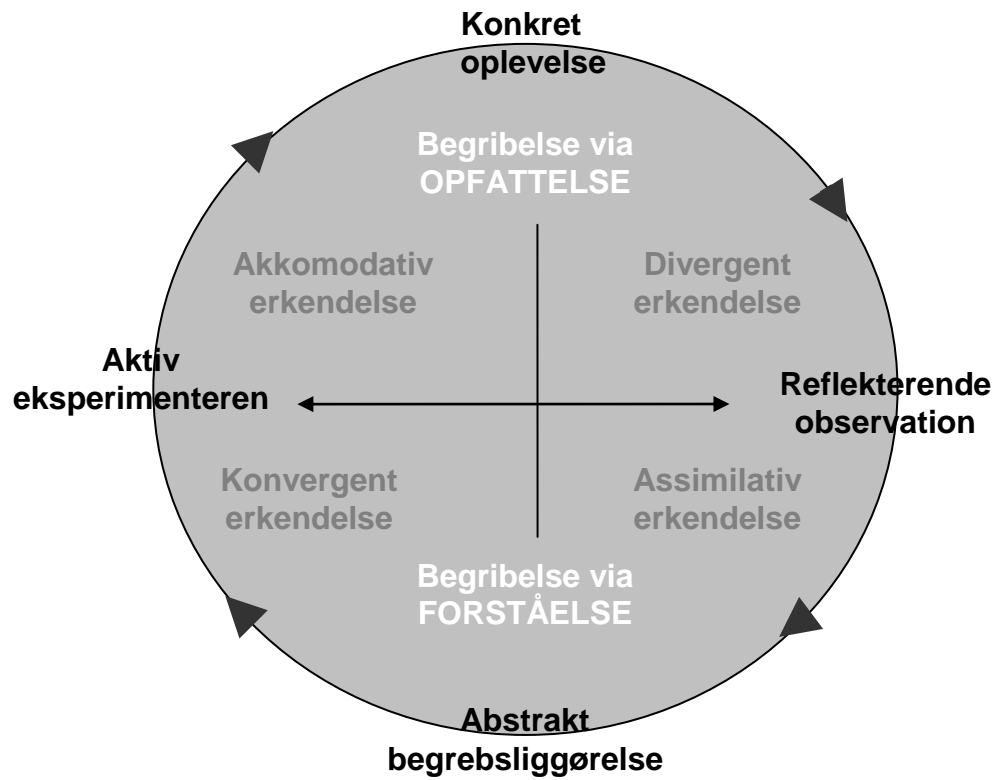 Konkret
oplevelse
Begribelse via
OPFATTELSE
Akkomodativ
erkendelse
Divergent
erkendelse
Aktiv
eksperimenteren
Reflekterende
observation
Konvergent
erkendelse
Assimilativ
erkendelse
Begribelse via
FORSTÅELSE
Abstrakt
begrebsliggørelse